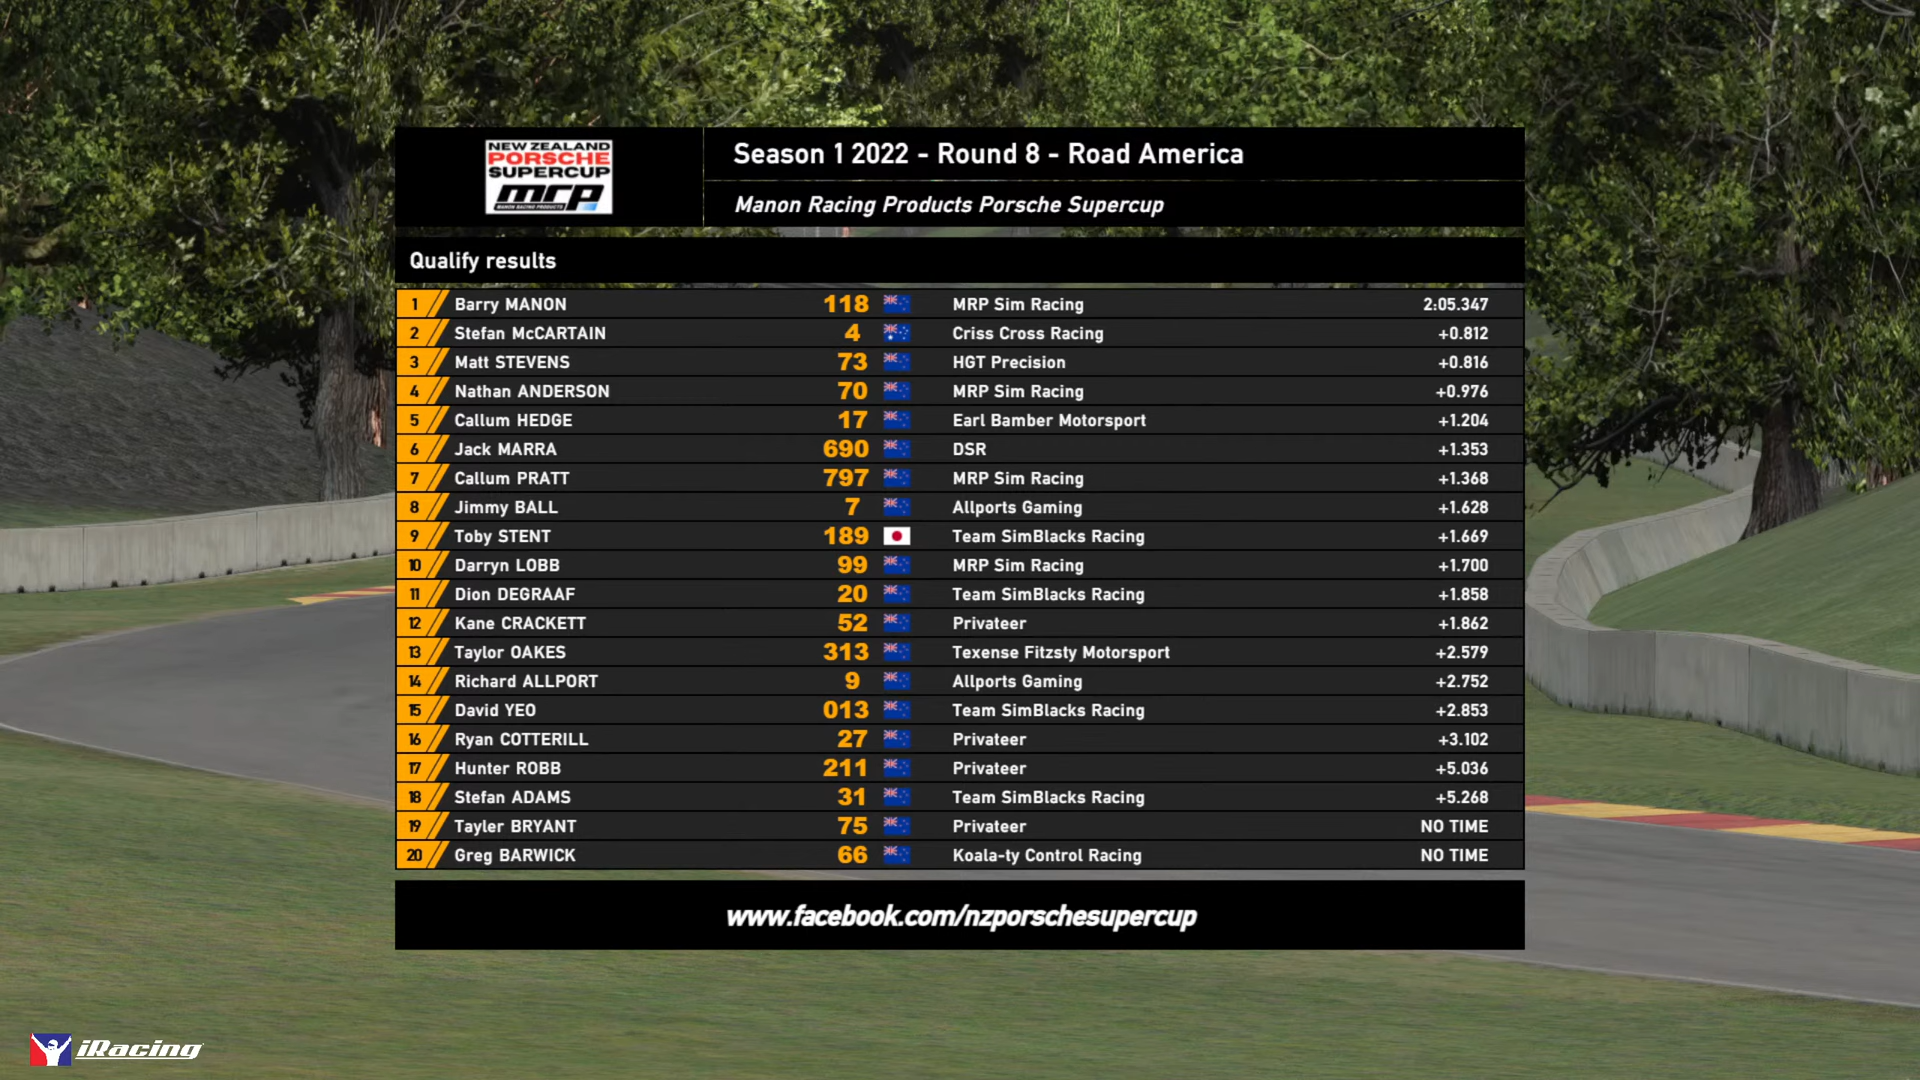 NEW ZEALAND
PORSCHE
SUPERCUP
mrp
MANON RACING PRODUCTS
Season 1 2022 - Round 8 - Road America
Manon Racing Products Porsche Supercup
Qualify results
1 Barry MANON 118 MRP Sim Racing 2:05.347
2 Stefan McCARTAIN 4 Criss Cross Racing +0.812
3 Matt STEVENS 73 HGT Precision +0.816
4 Nathan ANDERSON 70 MRP Sim Racing +0.976
5 Callum HEDGE 17 Earl Bamber Motorsport +1.204
6 Jack MARRA 690 DSR +1.353
7 Callum PRATT 797 MRP Sim Racing +1.368
8 Jimmy BALL 7 Allports Gaming +1.628
9 Toby STENT 189 Team SimBlacks Racing +1.669
10 Darryn LOBB 99 MRP Sim Racing +1.700
11 Dion DEGRAAF 20 Team SimBlacks Racing +1.858
12 Kane CRACKETT 52 Privateer +1.862
13 Taylor OAKES 313 Texense Fitzsty Motorsport +2.579
14 Richard ALLPORT 9 Allports Gaming +2.752
15 David YEO 013 Team SimBlacks Racing +2.853
16 Ryan COTTERILL 27 Privateer +3.102
17 Hunter ROBB 211 Privateer +5.036
18 Stefan ADAMS 31 Team SimBlacks Racing +5.268
19 Tayler BRYANT 75 Privateer NO TIME
20 Greg BARWICK 66 Koala-ty Control Racing NO TIME
www.facebook.com/nzporschesupercup
iRacing